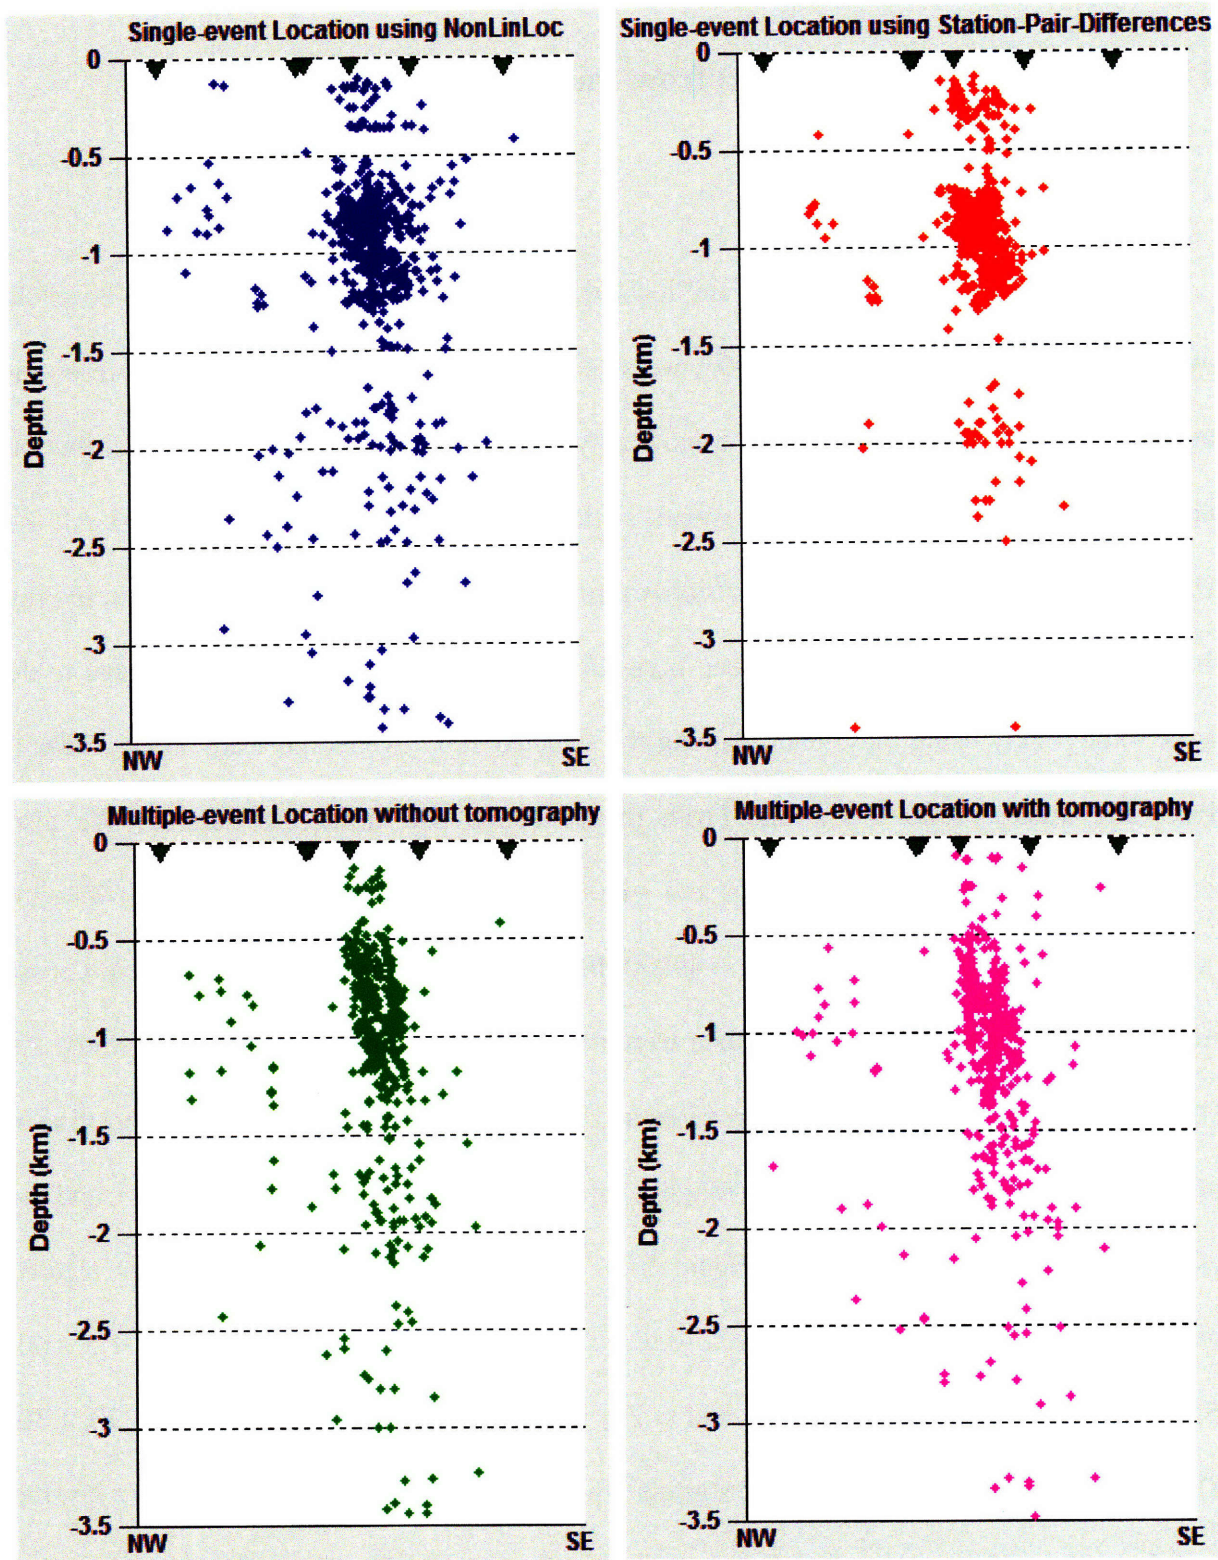 Single-event Location using NonLinLoc
0
-0.5
-1
-1.5
-2
-2.5
-3
-3.5
Depth (km)
NW
SE
Single-event Location using Station-Pair-Differences
0
-0.5
-1
-1.5
-2
-2.5
-3
-3.5
Depth (km)
NW
SE
Multiple-event Location without tomography
0
-0.5
-1
-1.5
-2
-2.5
-3
-3.5
Depth (km)
NW
SE
Multiple-event Location with tomography
0
-0.5
-1
-1.5
-2
-2.5
-3
-3.5
Depth (km)
NW
SE